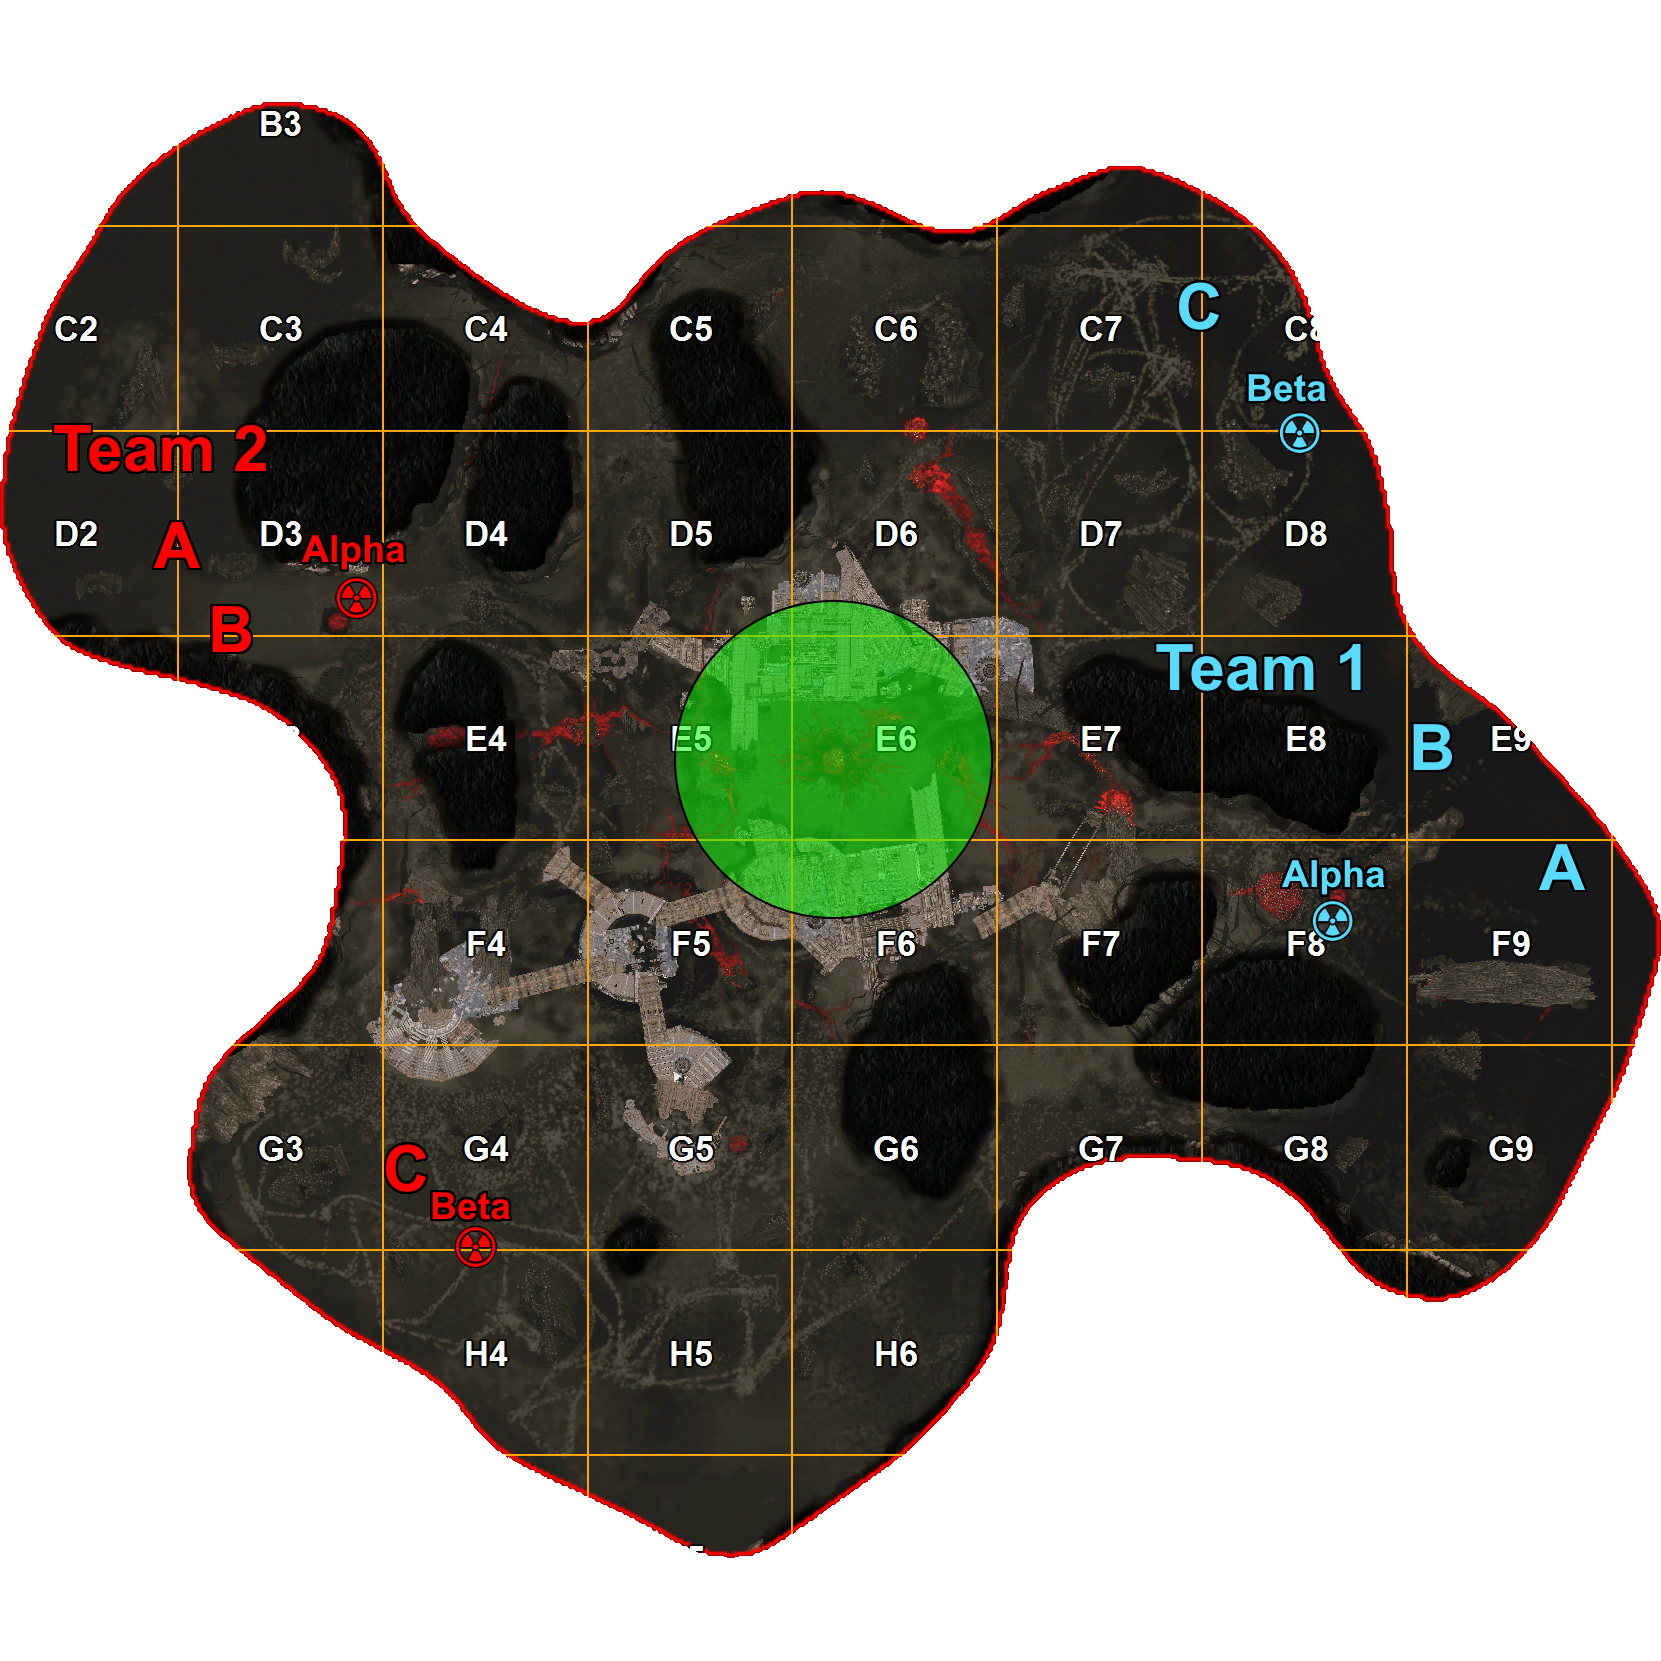 B3
C2 C3 C4 C5 C6 C7 C C8
Beta
Team 2
D2 A D3 Alpha D4 D5 D6 D7 D8
B
Team 1
E4 E5 E6 E7 E8 B E9
Alpha A
F4 F5 F6 F7 F8 F9
G3 C G4 G5 G6 G7 G8 G9
Beta
H4 H5 H6